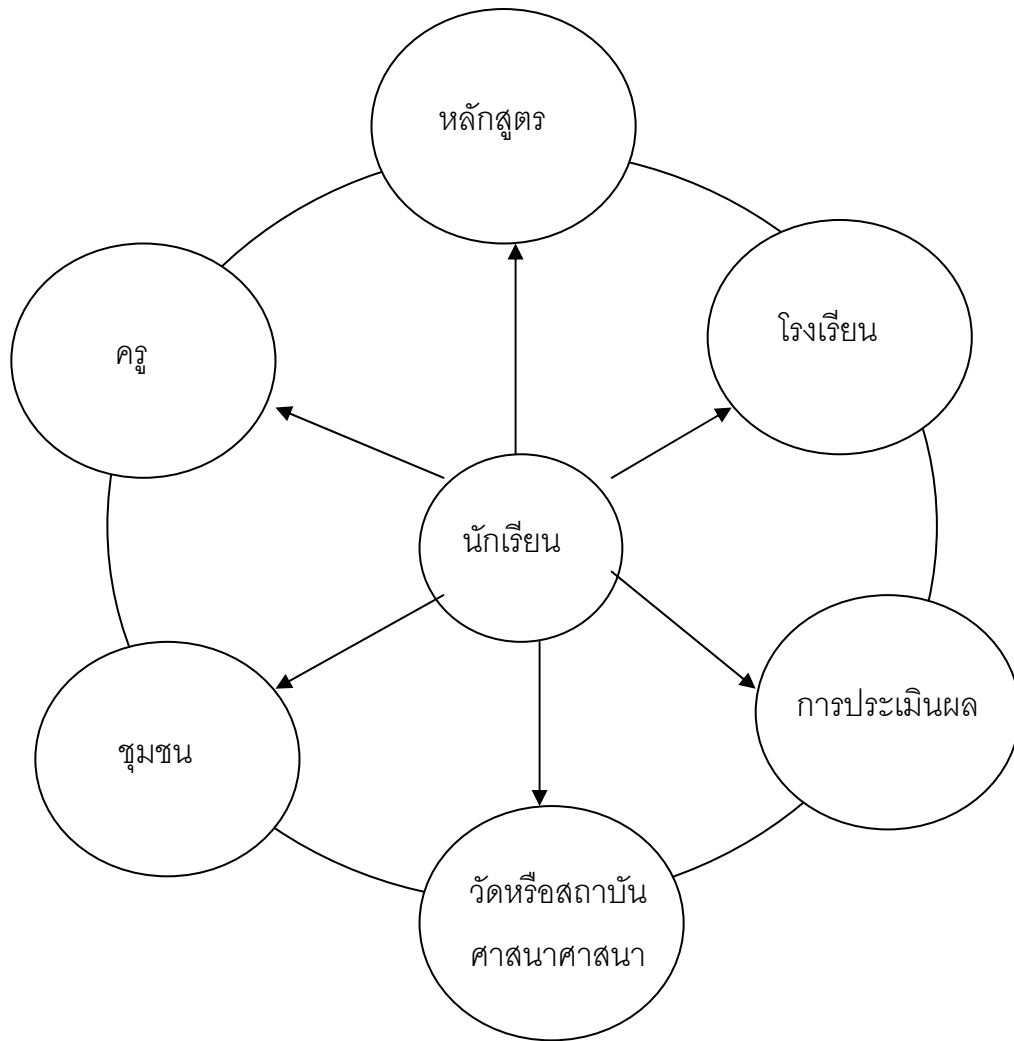 หลักสูตร
โรงเรียน
ครู
นักเรียน
การประเมินผล
ชุมชน
วัดหรือสถาบัน
ศาสนาศาสนา